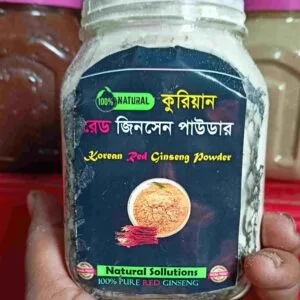 100% NATURAL কুরিয়ান
রেড জিনসেন পাউডার
Korean Red Ginseng Powder
Natural Sollutions
100% PURE RED GINSENG